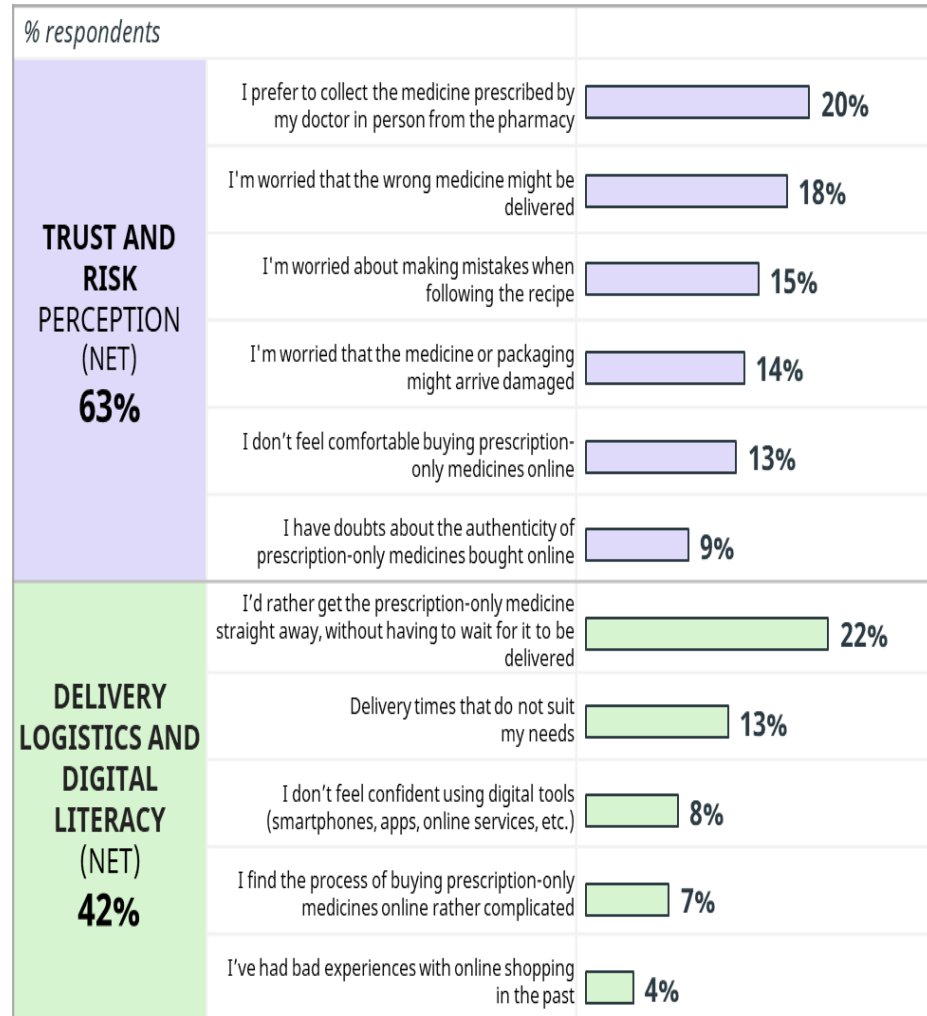 % respondents
TRUST AND
RISK
PERCEPTION
(NET)
63%
I prefer to collect the medicine prescribed by
my doctor in person from the pharmacy
20%
I'm worried that the wrong medicine might be
delivered
18%
I'm worried about making mistakes when
following the recipe
15%
I'm worried that the medicine or packaging
might arrive damaged
14%
I don’t feel comfortable buying prescription-
only medicines online
13%
I have doubts about the authenticity of
prescription-only medicines bought online
9%
DELIVERY
LOGISTICS AND
DIGITAL
LITERACY
(NET)
42%
I’d rather get the prescription-only medicine
straight away, without having to wait for it to be
delivered
22%
Delivery times that do not suit
my needs
13%
I don’t feel confident using digital tools
(smartphones, apps, online services, etc.)
8%
I find the process of buying prescription-only
medicines online rather complicated
7%
I’ve had bad experiences with online shopping
in the past
4%